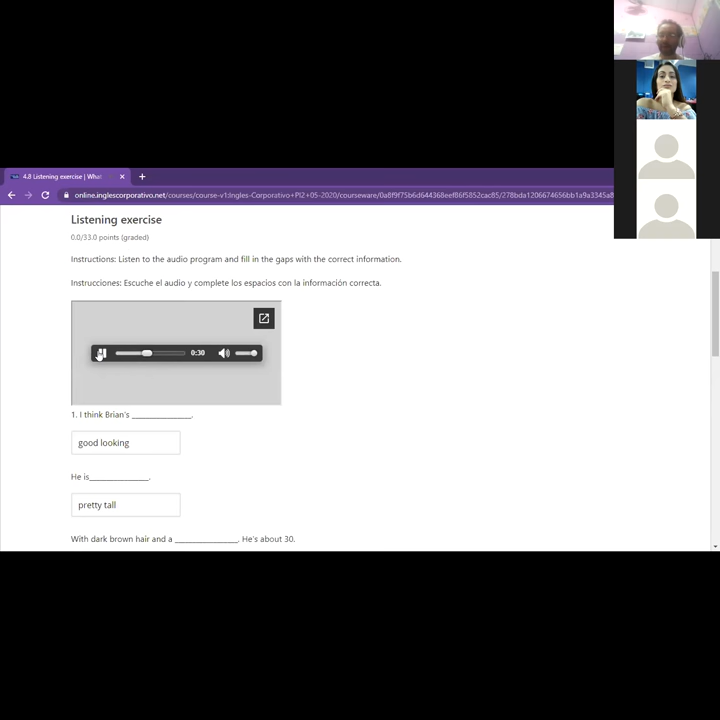 4.8 Listening exercise | What
online.inglescorporativo.net/courses/course-v1:Ingles-Corporativo+PI2+05-2020/courseware/0a8f9f75b6d644368eef86f5852cac85/278bda1206674656bb1a9a3345a8
Listening exercise
0.0/33.0 points (graded)
Instructions: Listen to the audio program and fill in the gaps with the correct information.
Instrucciones: Escuche el audio y complete los espacios con la información correcta.
0:30
1. I think Brian's ________________.
good looking
He is________________.
pretty tall
With dark brown hair and a ________________. He's about 30.